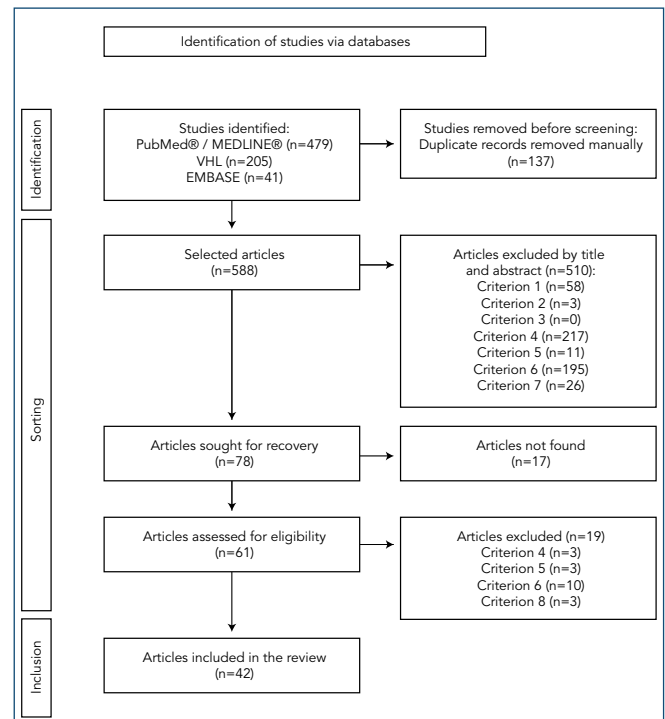 Identification of studies via databases
Identification
Studies identified:
PubMed® / MEDLINE® (n=479)
VHL (n=205)
EMBASE (n=41)
Studies removed before screening:
Duplicate records removed manually
(n=137)
Sorting
Selected articles
(n=588)
Articles excluded by title
and abstract (n=510):
Criterion 1 (n=58)
Criterion 2 (n=3)
Criterion 3 (n=0)
Criterion 4 (n=217)
Criterion 5 (n=11)
Criterion 6 (n=195)
Criterion 7 (n=26)
Articles sought for recovery
(n=78)
Articles not found
(n=17)
Articles assessed for eligibility
(n=61)
Articles excluded (n=19)
Criterion 4 (n=3)
Criterion 5 (n=3)
Criterion 6 (n=10)
Criterion 8 (n=3)
Inclusion
Articles included in the review
(n=42)